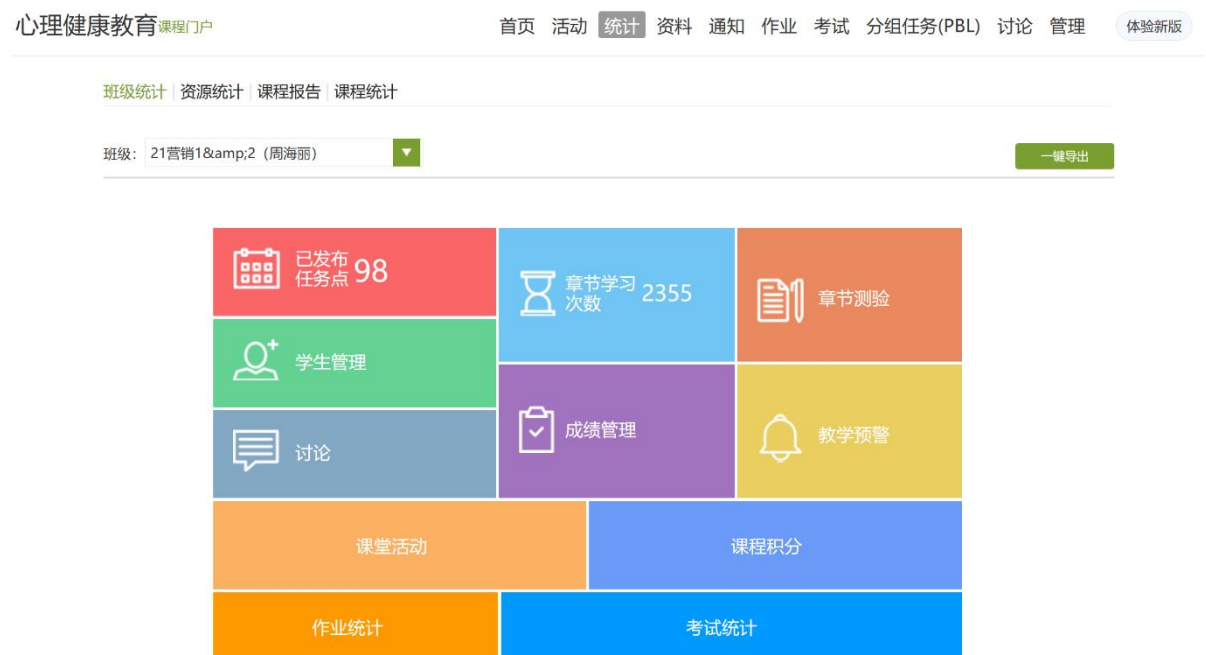 心理健康教育课程门户
首页 活动 统计 资料 通知 作业 考试 分组任务(PBL) 讨论 管理 体验新版
班级统计 资源统计 课程报告 课程统计
班级: 21营销1&amp;2（周海丽）
一键导出
已发布
任务点 98
章节学习
次数 2355
章节测验
学生管理
成绩管理
教学预警
讨论
课堂活动
课程积分
作业统计
考试统计